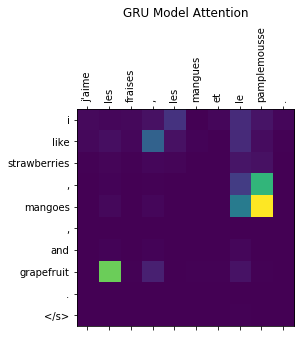 GRU Model Attention
j'aime
les
fraises
,
les
mangues
et
le
pamplemousse
.
i
like
strawberries
,
mangoes
,
and
grapefruit
.
</s>